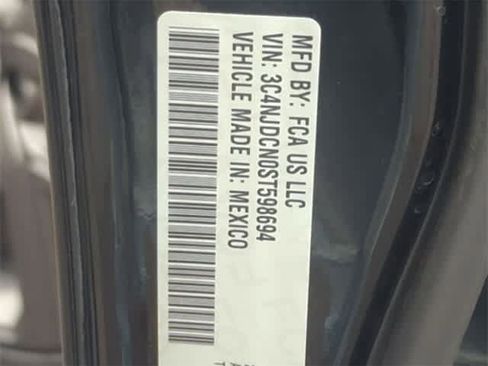 MFD BY: FCA US LLC
VIN: 3C4NJDCN0ST598694
VEHICLE MADE IN: MEXICO